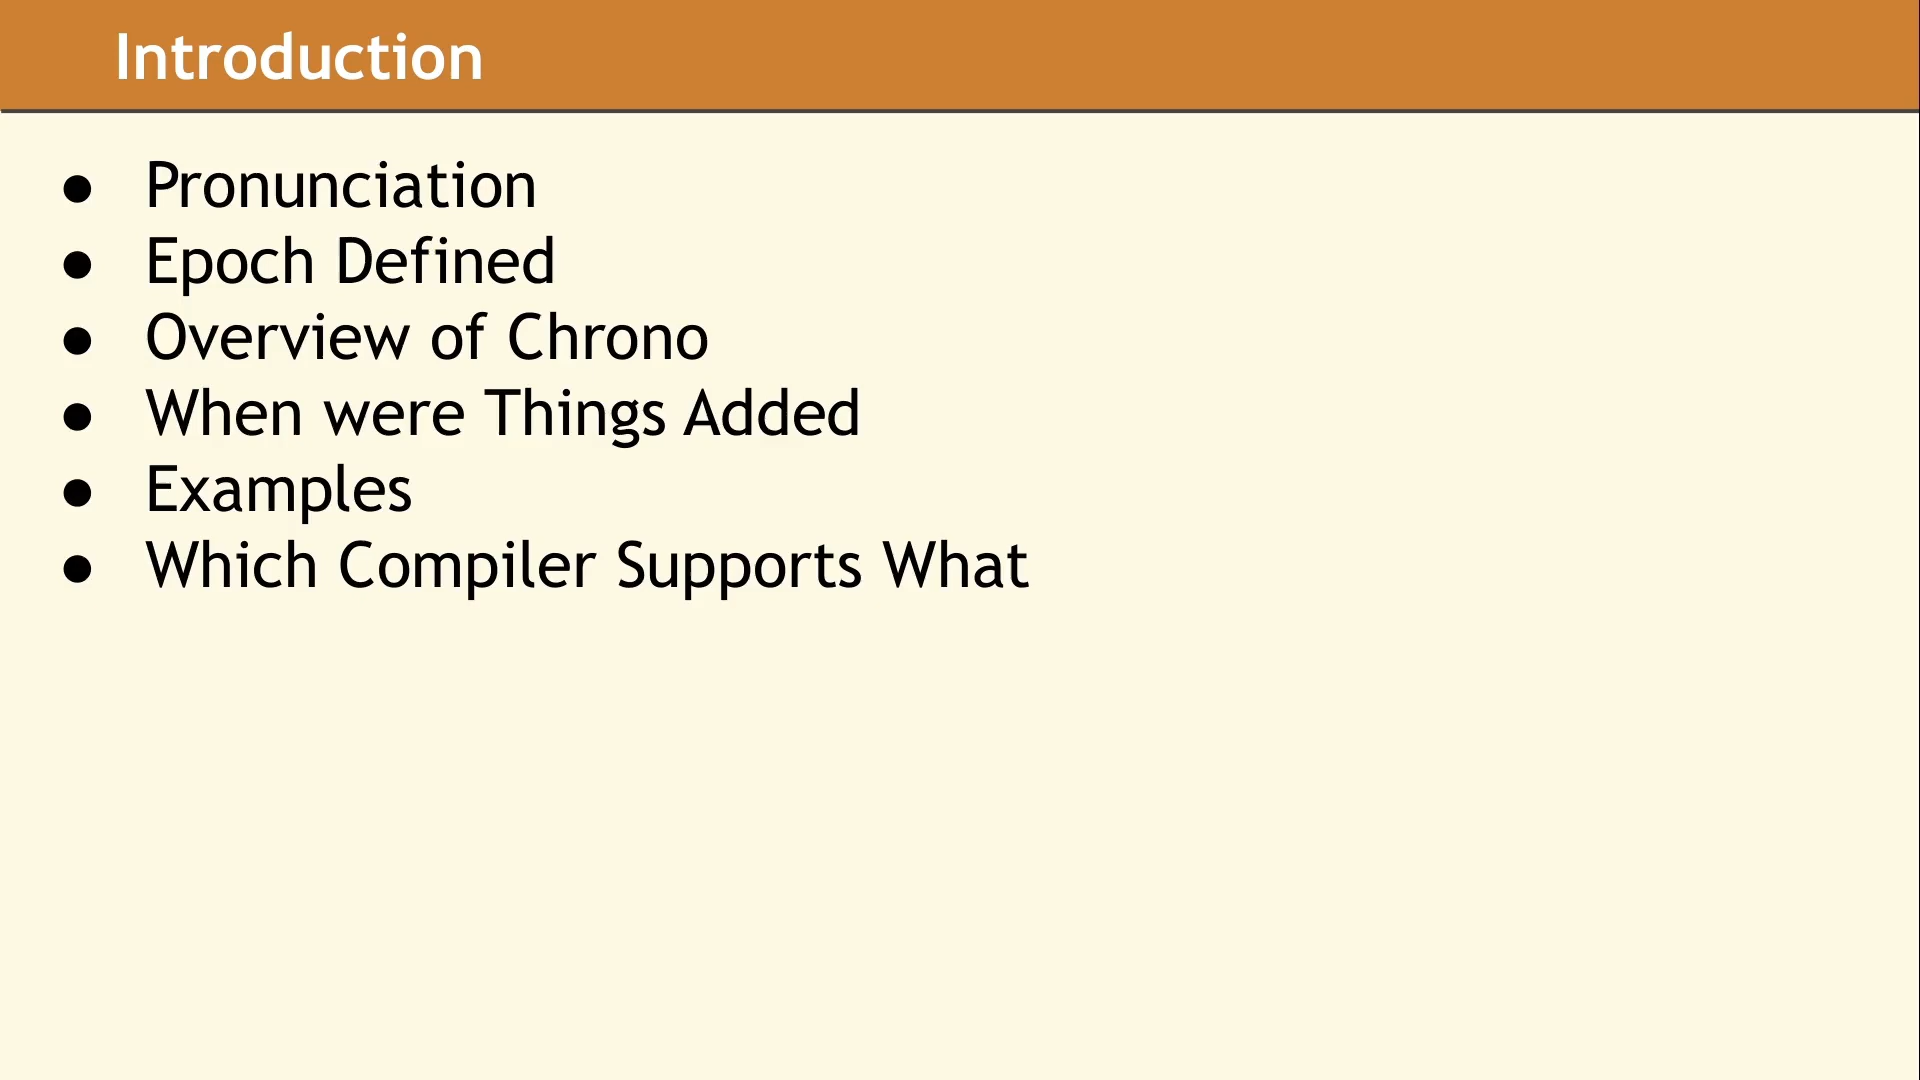 Introduction
● Pronunciation
● Epoch Defined
● Overview of Chrono
● When were Things Added
● Examples
● Which Compiler Supports What